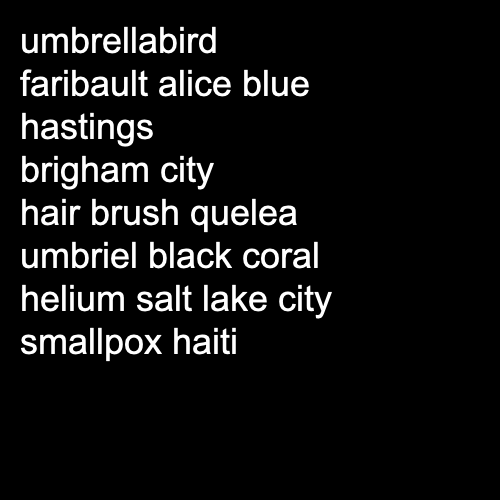 umbrellabird
faribault alice blue
hastings
brigham city
hair brush quelea
umbriel black coral
helium salt lake city
smallpox haiti